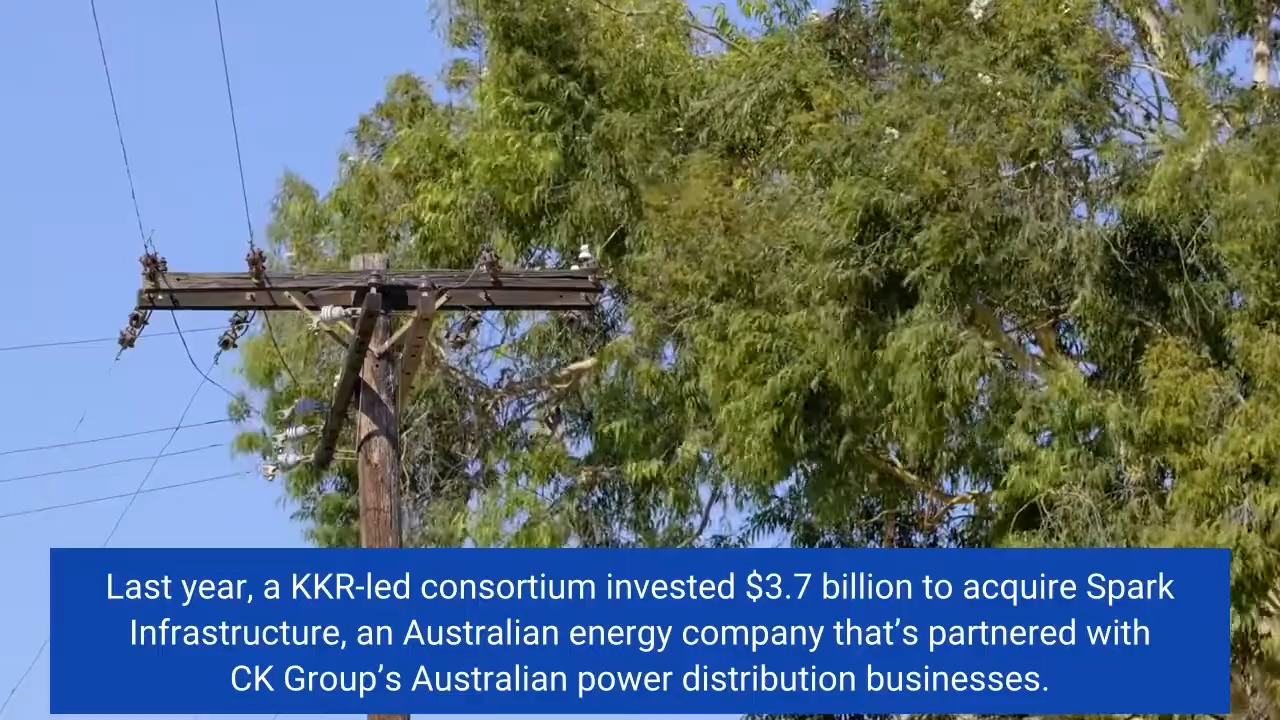 Last year, a KKR-led consortium invested $3.7 billion to acquire Spark
Infrastructure, an Australian energy company that’s partnered with
CK Group’s Australian power distribution businesses.